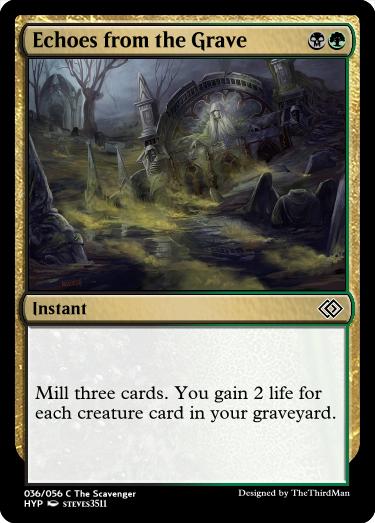 Echoes from the Grave
Instant
Mill three cards. You gain 2 life for
each creature card in your graveyard.
036/056 C The Scavenger
Designed by TheThirdMan
HYP STEVES3511